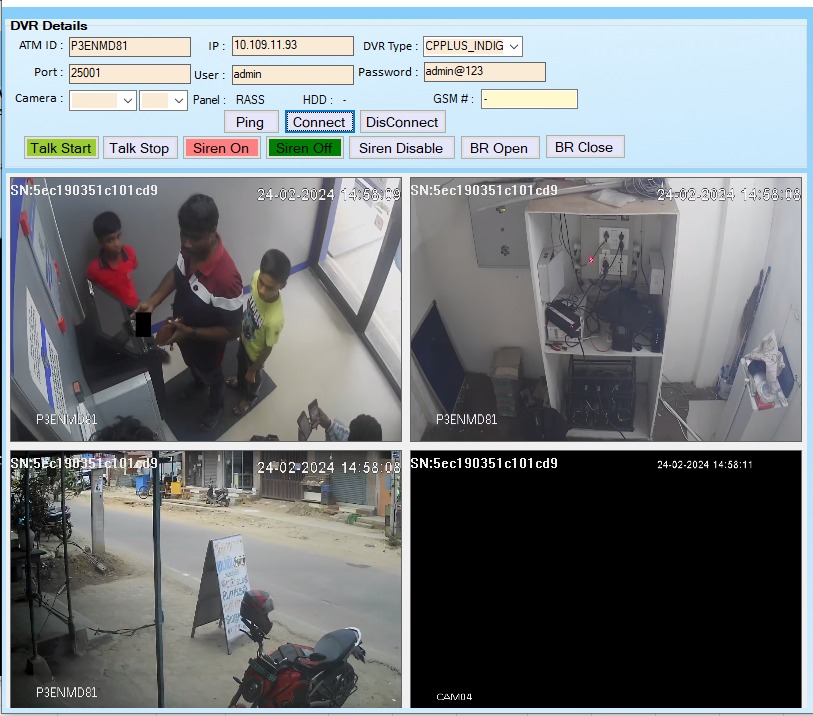 DVR Details
ATM ID : P3ENMD81 IP : 10.109.11.93 DVR Type : CPPLUS_INDIG
Port : 25001 User : admin Password : admin@123
Camera : Panel : RASS HDD : - GSM # : -
Ping Connect DisConnect
Talk Start Talk Stop Siren On Siren Off Siren Disable BR Open BR Close
SN:5ec190351c101cd9 24-02-2024 14:58:09
P3ENMD81
SN:5ec190351c101cd9 24-02-2024 14:58:08
P3ENMD81
SN:5ec190351c101cd9 24-02-2024 14:58:08
P3ENMD81
SN:5ec190351c101cd9 24-02-2024 14:58:11
CAM04